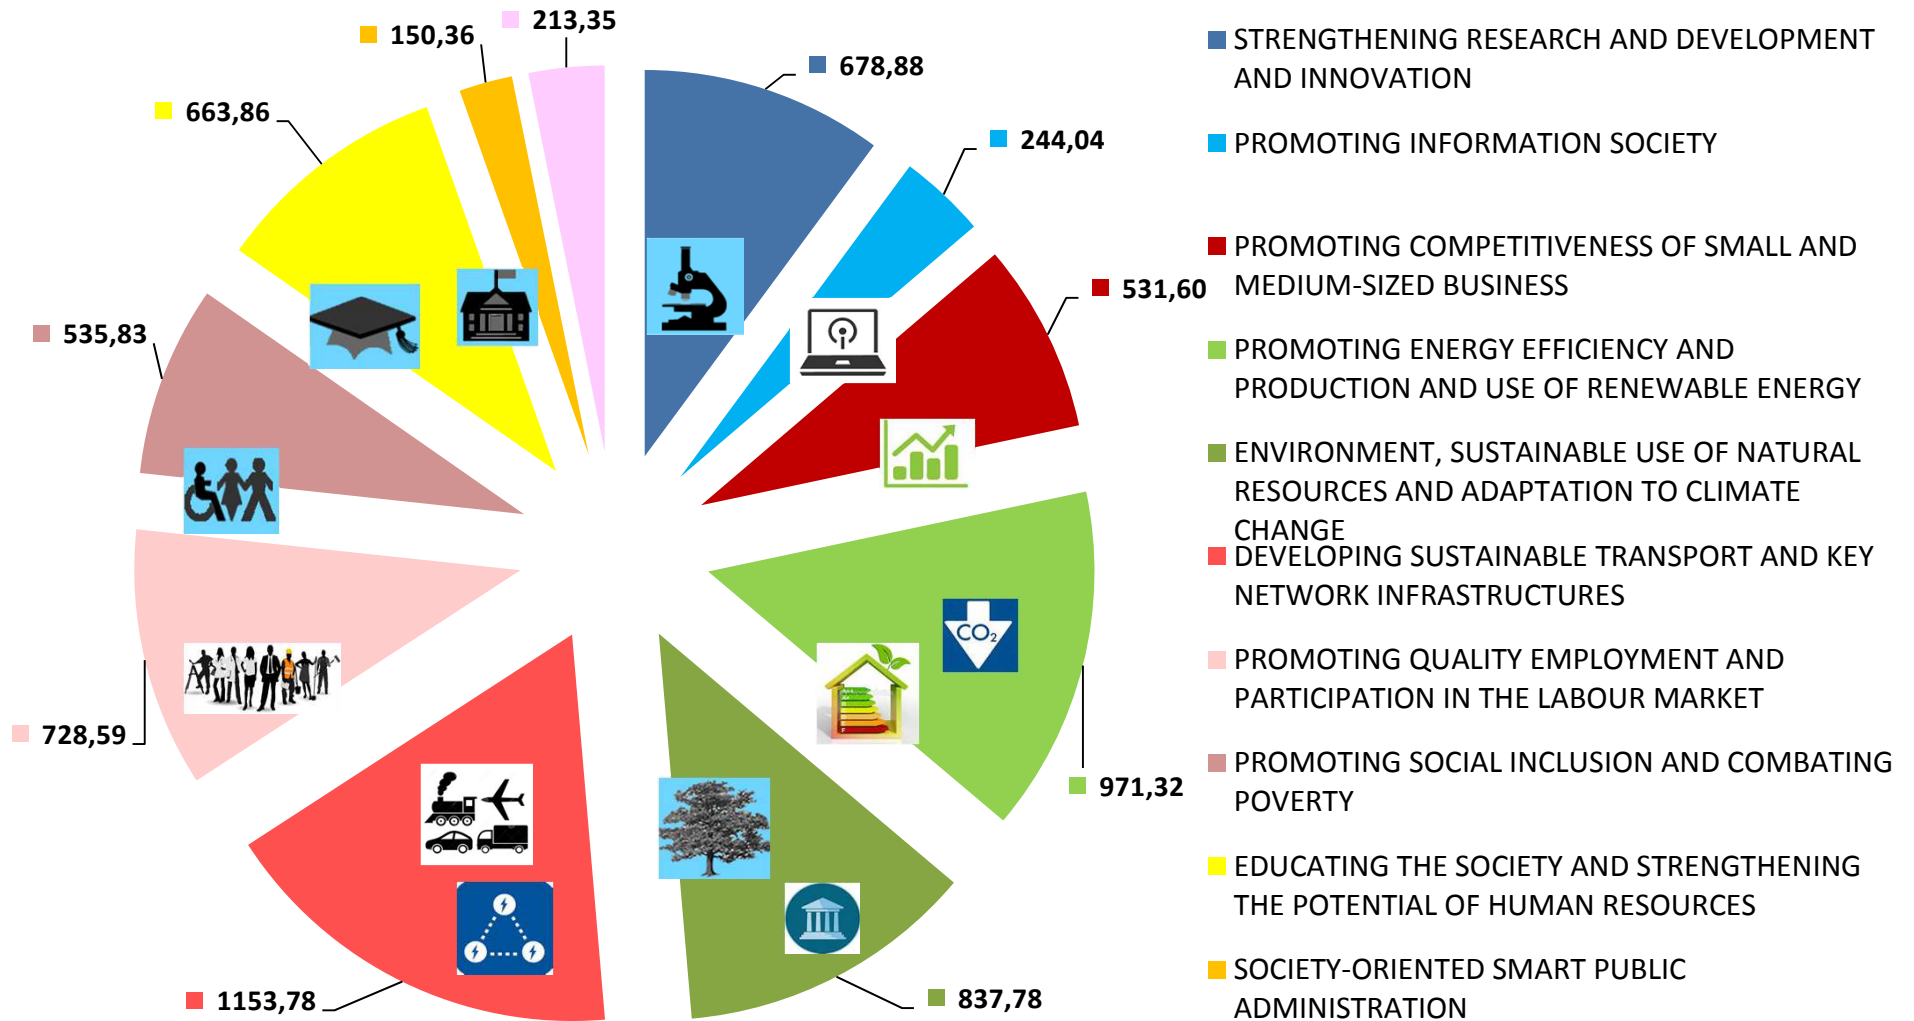 213,35
150,36
678,88
663,86
244,04
531,60
535,83
971,32
728,59
1153,78
837,78
CO₂
STRENGTHENING RESEARCH AND DEVELOPMENT
AND INNOVATION
PROMOTING INFORMATION SOCIETY
PROMOTING COMPETITIVENESS OF SMALL AND
MEDIUM-SIZED BUSINESS
PROMOTING ENERGY EFFICIENCY AND
PRODUCTION AND USE OF RENEWABLE ENERGY
ENVIRONMENT, SUSTAINABLE USE OF NATURAL
RESOURCES AND ADAPTATION TO CLIMATE
CHANGE
DEVELOPING SUSTAINABLE TRANSPORT AND KEY
NETWORK INFRASTRUCTURES
PROMOTING QUALITY EMPLOYMENT AND
PARTICIPATION IN THE LABOUR MARKET
PROMOTING SOCIAL INCLUSION AND COMBATING
POVERTY
EDUCATING THE SOCIETY AND STRENGTHENING
THE POTENTIAL OF HUMAN RESOURCES
SOCIETY-ORIENTED SMART PUBLIC
ADMINISTRATION